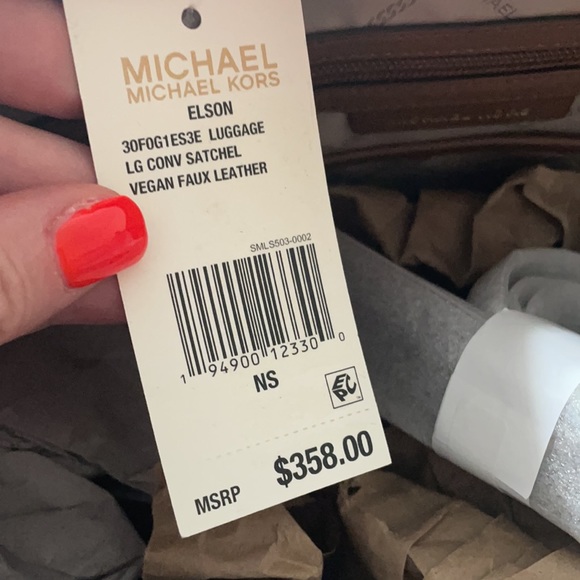 MICHAEL
MICHAEL KORS
ELSON
30F0G1ES3E LUGGAGE
LG CONV SATCHEL
VEGAN FAUX LEATHER
SMLS503-0002
1 94900 12330 0
NS
EPC
MSRP $358.00